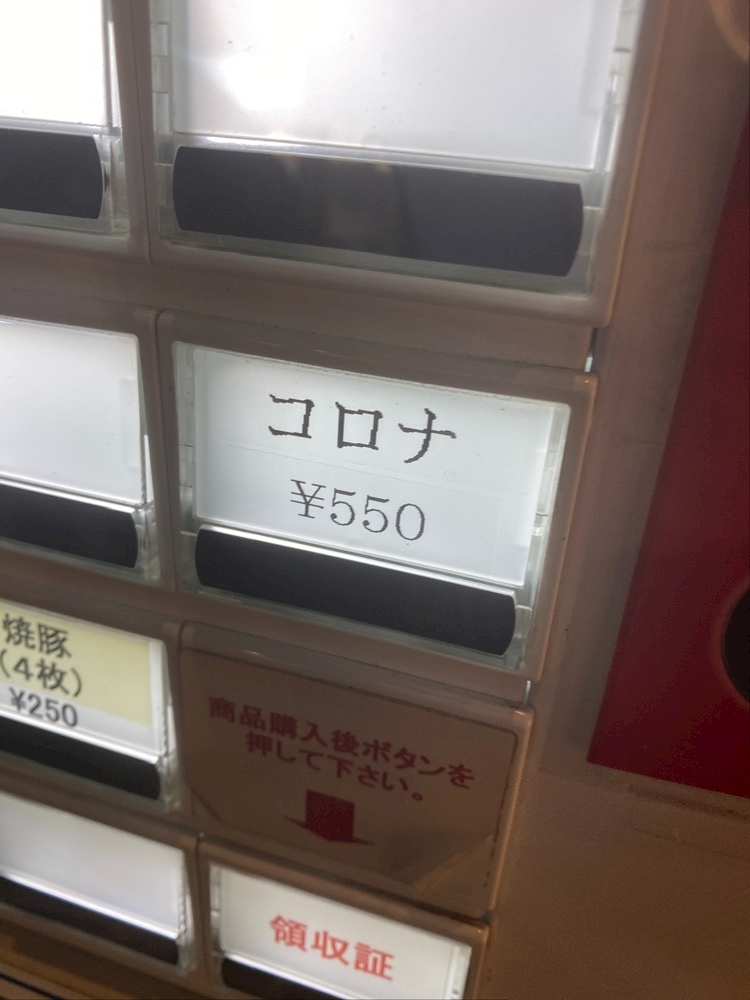 コロナ
¥550
焼豚
(4枚)
¥250
商品購入後ボタンを
押して下さい。
領収証